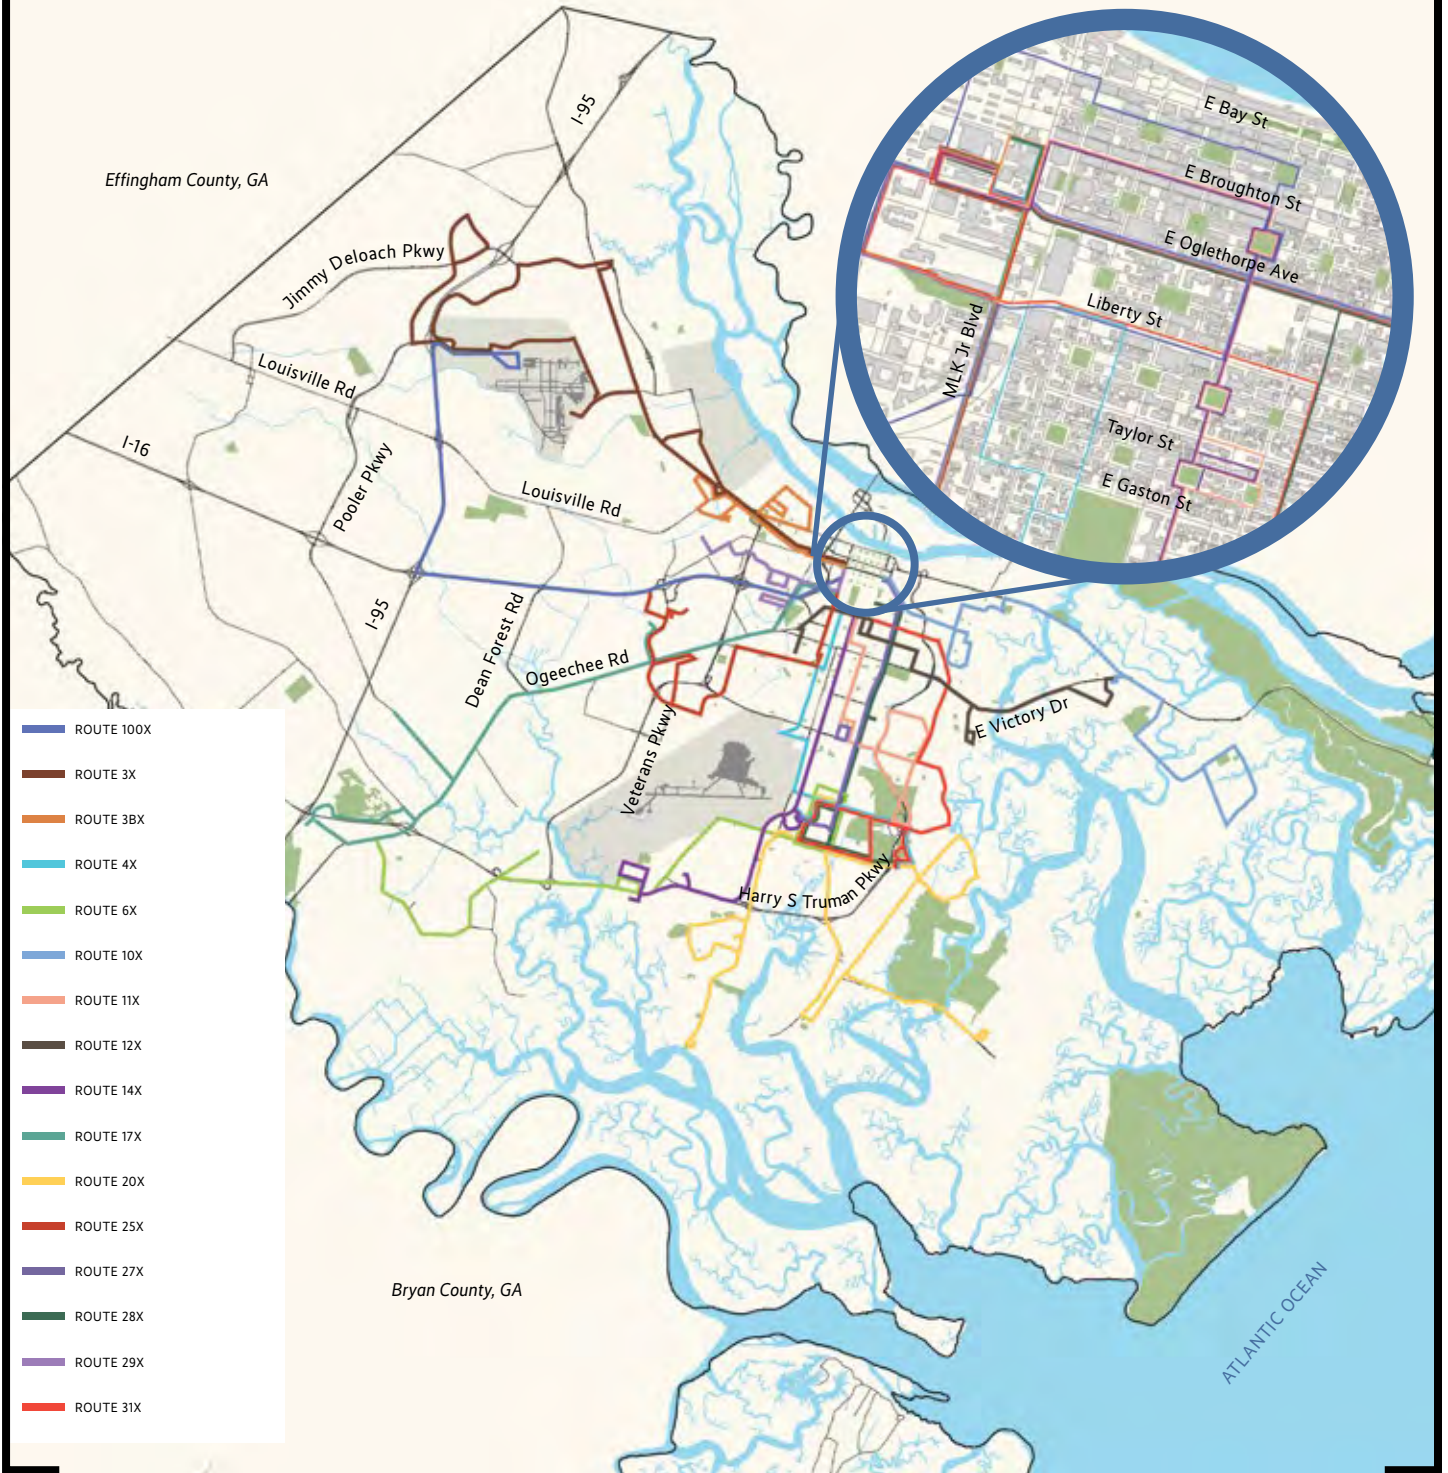 Effingham County, GA
I-95
Jimmy Deloach Pkwy
Louisville Rd
I-16
Pooler Pkwy
Louisville Rd
I-95
Dean Forest Rd
Ogeechee Rd
Veterans Pkwy
E Victory Dr
Harry S Truman Pkwy
E Bay St
E Broughton St
E Oglethorpe Ave
Liberty St
MLK Jr Blvd
Taylor St
E Gaston St
ROUTE 100X
ROUTE 3X
ROUTE 3BX
ROUTE 4X
ROUTE 6X
ROUTE 10X
ROUTE 11X
ROUTE 12X
ROUTE 14X
ROUTE 17X
ROUTE 20X
ROUTE 25X
ROUTE 27X
ROUTE 28X
ROUTE 29X
ROUTE 31X
Bryan County, GA
ATLANTIC OCEAN